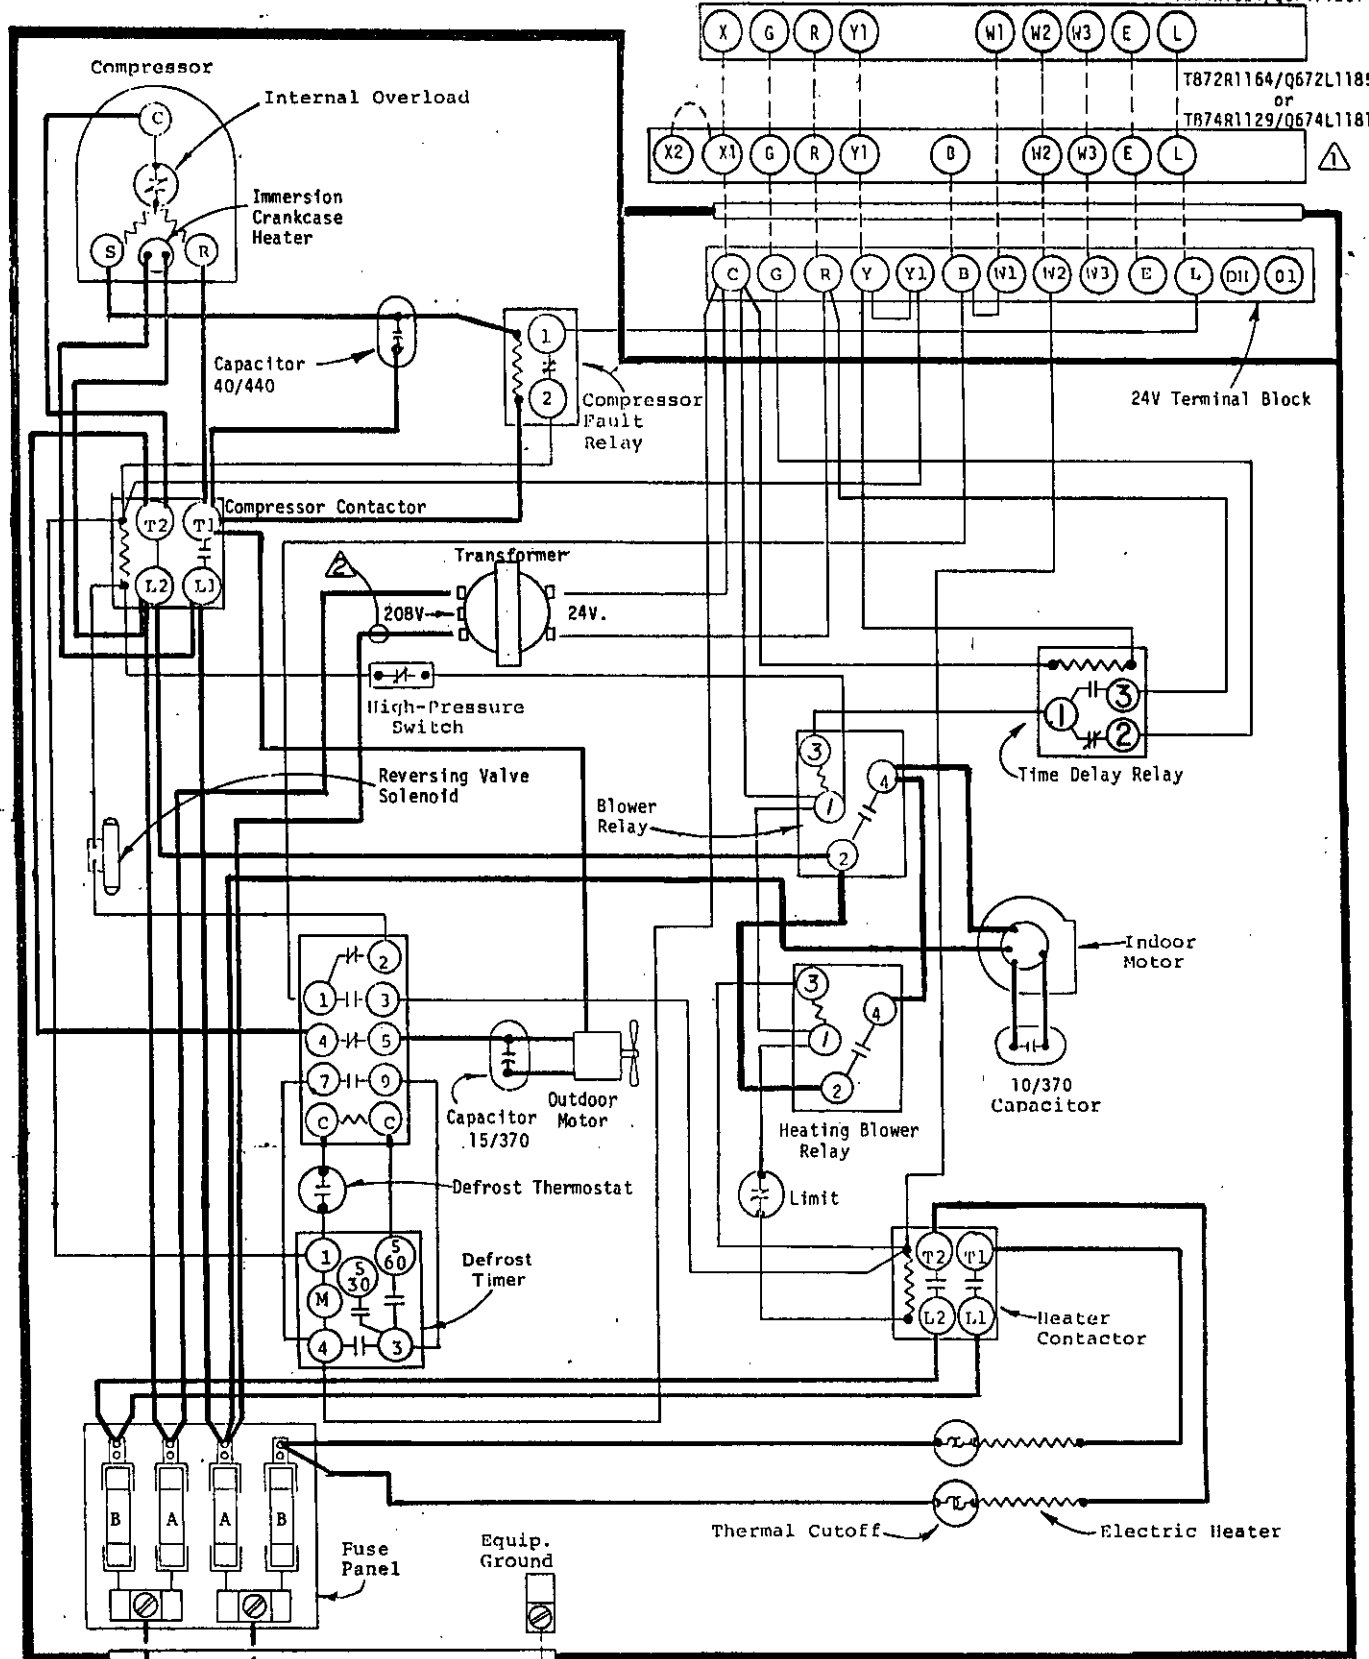 X G R Y1 W1 W2 W3 E L
T872R1164/Q672L1185
or
T874R1129/Q674L1181
X2 X1 G R Y1 B W2 W3 E L
1
C G R Y Y1 B W1 W2 W3 E L DH O1
24V Terminal Block
Compressor
Internal Overload
C
Immersion
Crankcase
Heater
S R
Capacitor
40/440
1
2
Compressor
Fault
Relay
Compressor Contactor
T2 T1
L2 L1
2
Transformer
208V
24V.
High-Pressure
Switch
Reversing Valve
Solenoid
3
1
2
Time Delay Relay
3
4
1
2
Blower
Relay
Indoor
Motor
10/370
Capacitor
3
4
1
2
Heating Blower
Relay
2
1 3
4 5
7 9
C C
Capacitor
15/370
Outdoor
Motor
Defrost Thermostat
Limit
1
S
60
S
30
M
4 3
Defrost
Timer
T2 T1
L2 L1
Heater
Contactor
B A A B
Fuse
Panel
Equip.
Ground
Thermal Cutoff
Electric Heater